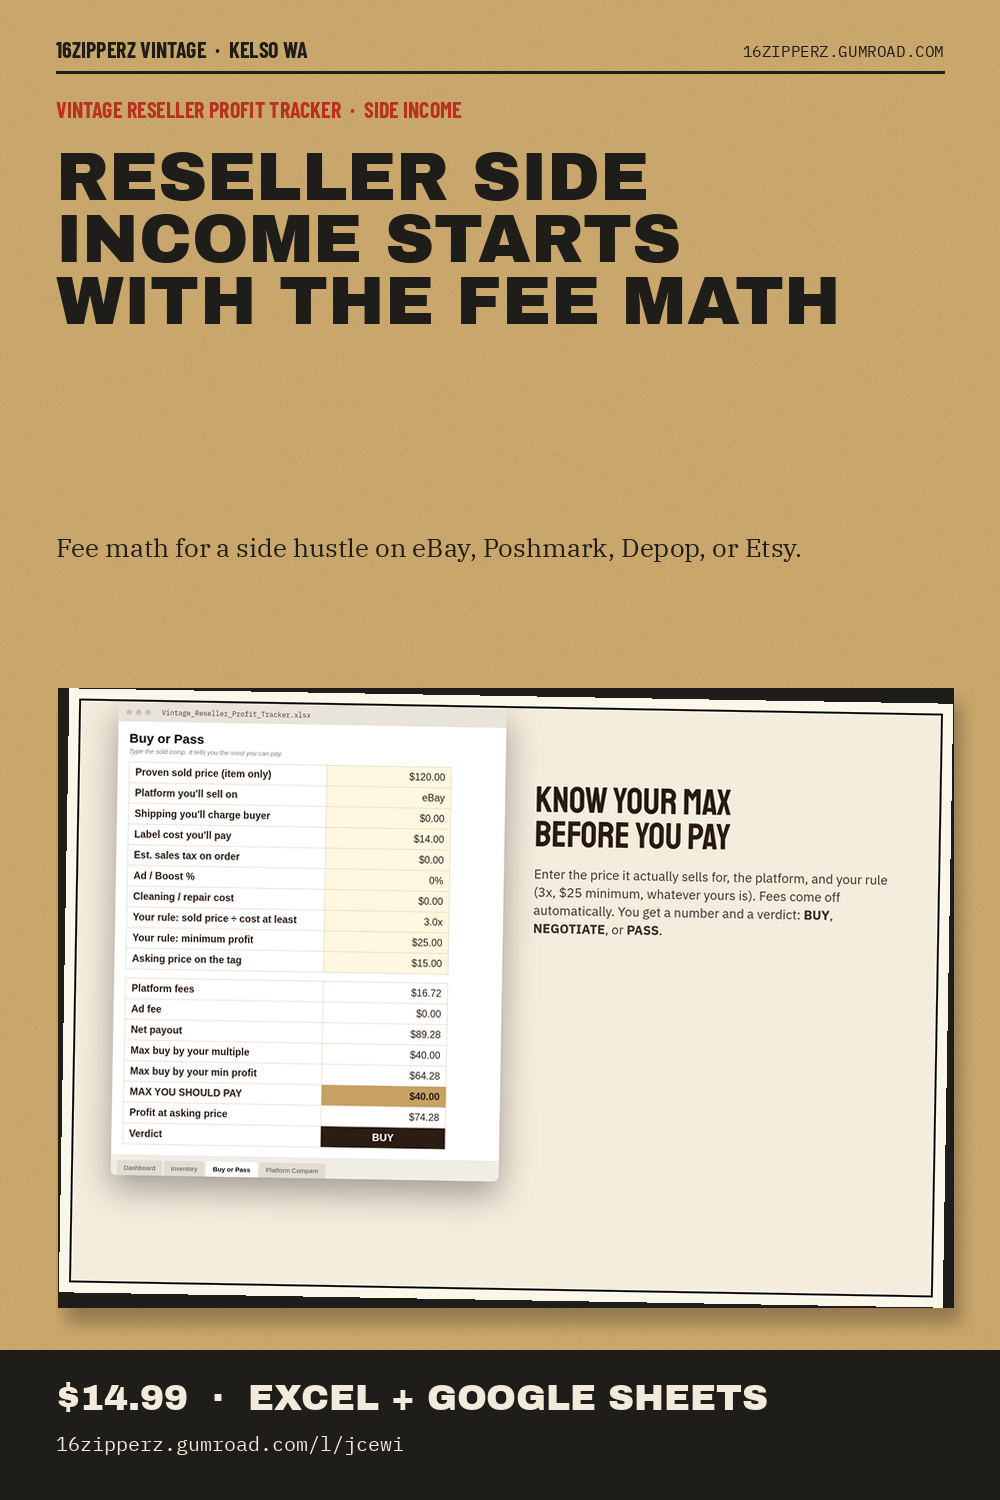 16ZIPPERZ VINTAGE · KELSO WA
16ZIPPERZ.GUMROAD.COM
VINTAGE RESELLER PROFIT TRACKER · SIDE INCOME
RESELLER SIDE
INCOME STARTS
WITH THE FEE MATH
Fee math for a side hustle on eBay, Poshmark, Depop, or Etsy.
Vintage_Reseller_Profit_Tracker.xlsx
Buy or Pass
Type the sold comp. It tells you the most you can pay.
Proven sold price (item only) $120.00
Platform you'll sell on eBay
Shipping you'll charge buyer $0.00
Label cost you'll pay $14.00
Est. sales tax on order $0.00
Ad / Boost % 0%
Cleaning / repair cost $0.00
Your rule: sold price ÷ cost at least 3.0x
Your rule: minimum profit $25.00
Asking price on the tag $15.00
Platform fees $16.72
Ad fee $0.00
Net payout $89.28
Max buy by your multiple $40.00
Max buy by your min profit $64.28
MAX YOU SHOULD PAY $40.00
Profit at asking price $74.28
Verdict BUY
Dashboard Inventory Buy or Pass Platform Compare
KNOW YOUR MAX
BEFORE YOU PAY
Enter the price it actually sells for, the platform, and your rule
(3x, $25 minimum, whatever yours is). Fees come off
automatically. You get a number and a verdict: BUY,
NEGOTIATE, or PASS.
$14.99 · EXCEL + GOOGLE SHEETS
16zipperz.gumroad.com/l/jcewi